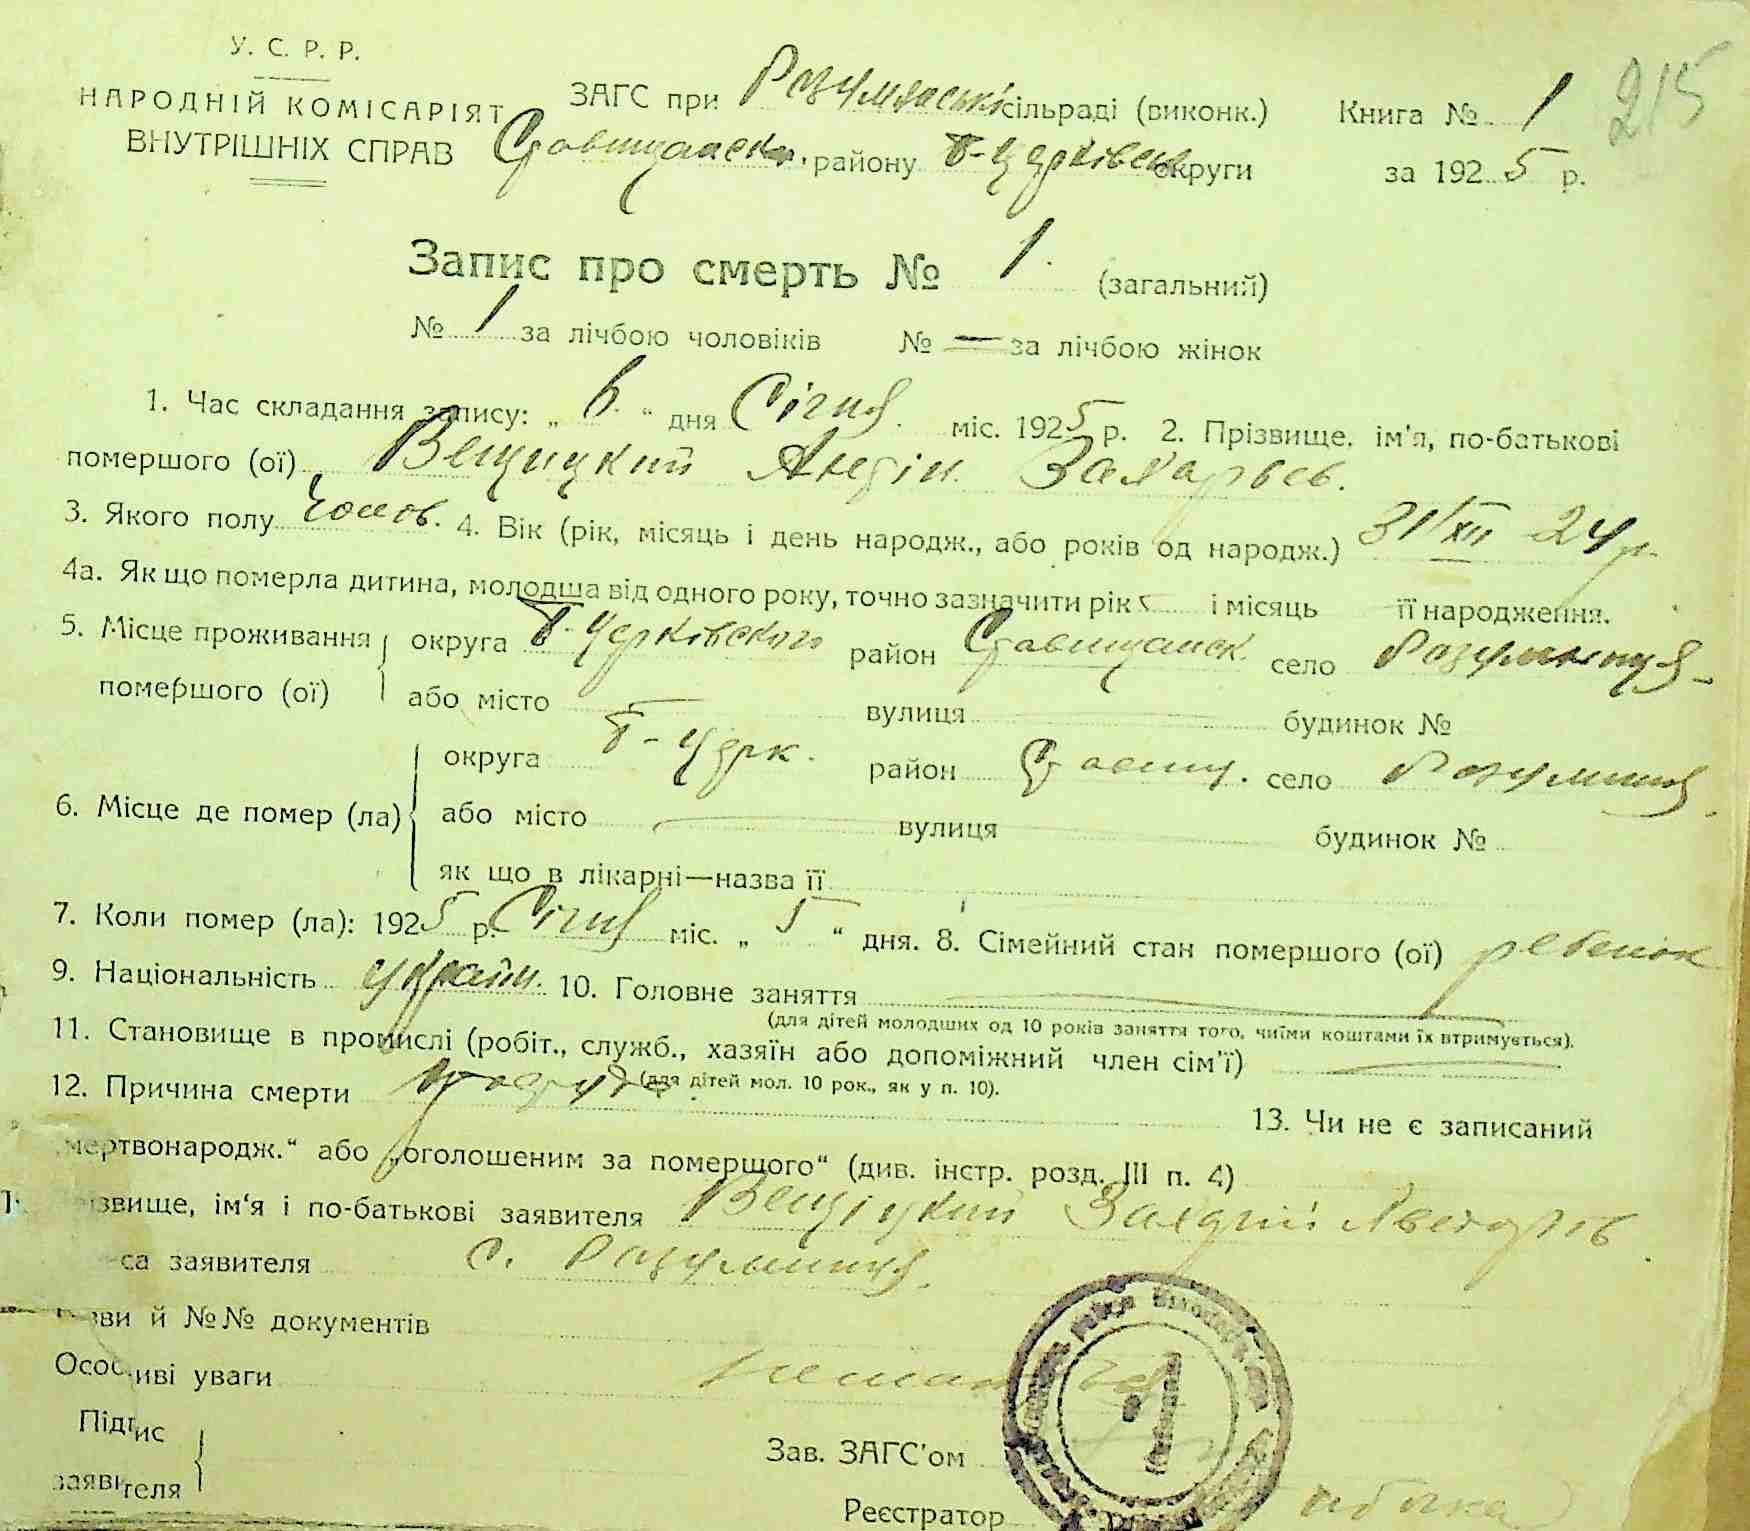 У. С. Р. Р.
НАРОДНІЙ КОМІСАРІЯТ
ВНУТРІШНІХ СПРАВ
215
ЗАГС при сільраді (виконк.) Книга № 1
району Б-Церківськ округи за 1925 р.
Запис про смерть № 1. (загальний)
№ 1 за лічбою чоловіків № — за лічбою жінок
1. Час складання запису: „ 6. “ дня Січня міс. 1925 р. 2. Прізвище, ім'я, по-батькові
помершого (ої) Вещицкий Захарьев.
3. Якого полу Чолов. 4. Вік (рік, місяць і день народж., або років од народж.) 31/XII 24 р.
4а. Як що померла дитина, молодша від одного року, точно зазначити рік і місяць її народження.
5. Місце проживання округа Б-Церківского район Ставищанск. село
помершого (ої) або місто вулиця будинок №
округа Б-Церк. район Ставищ. село
6. Місце де помер (ла) або місто вулиця будинок №
як що в лікарні—назва її
7. Коли помер (ла): 1925 р. Січня міс. „ 5 “ дня. 8. Сімейний стан помершого (ої) ребенок
9. Національність україн. 10. Головне заняття
(для дітей молодших од 10 років заняття того, чиїми коштами їх втримується).
11. Становище в промислі (робіт., служб., хазяїн або допоміжний член сім'ї)
(для дітей мол. 10 рок., як у п. 10).
12. Причина смерти 13. Чи не є записаний
„мертвонародж.“ або „оголошеним за померщого“ (див. інстр. розд. III п. 4)
ізвище, ім‘я і по-батькові заявителя Вещіцкий
са заявителя с.
зви й №№ документів
Особливі уваги
Підпис
заявителя
Зав. ЗАГС'ом
Реєстратор
1